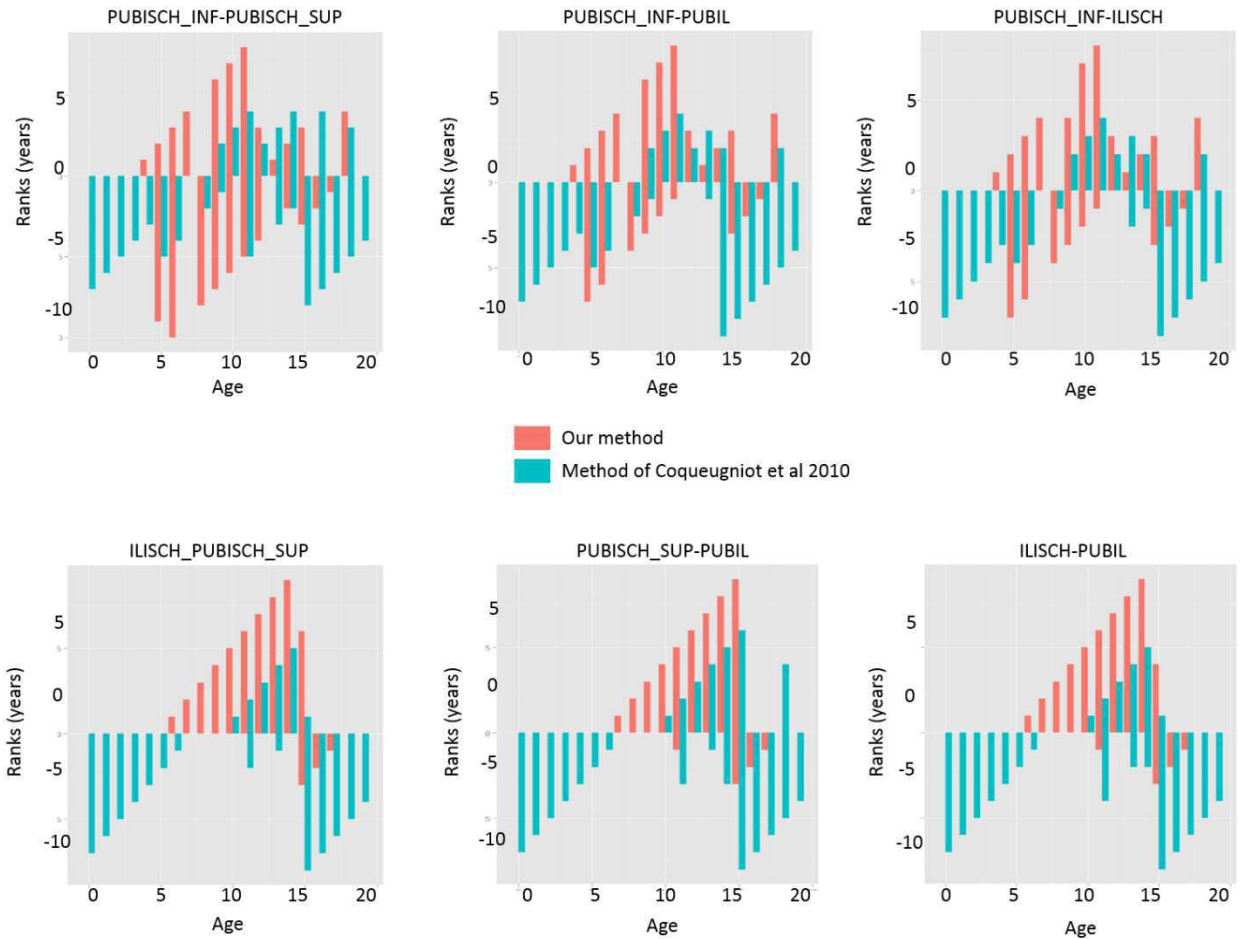 PUBISCH_INF-PUBISCH_SUP
PUBISCH_INF-PUBIL
PUBISCH_INF-ILISCH
Ranks (years)
5
0
-5
-10
0 5 10 15 20
Age
Ranks (years)
5
0
-5
-10
0 5 10 15 20
Age
Ranks (years)
5
0
-5
-10
0 5 10 15 20
Age
Our method
Method of Coqueugniot et al 2010
ILISCH_PUBISCH_SUP
PUBISCH_SUP-PUBIL
ILISCH-PUBIL
Ranks (years)
5
0
-5
-10
0 5 10 15 20
Age
Ranks (years)
5
0
-5
-10
0 5 10 15 20
Age
Ranks (years)
5
0
-5
-10
0 5 10 15 20
Age